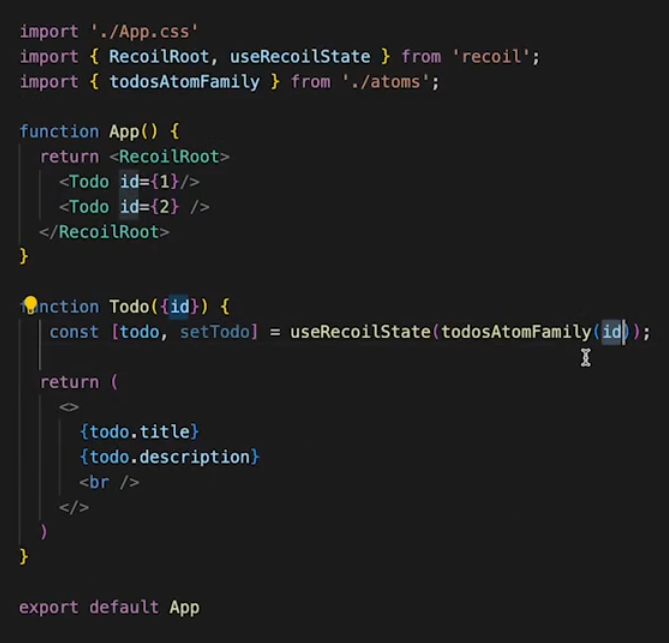 import './App.css'
import { RecoilRoot, useRecoilState } from 'recoil';
import { todosAtomFamily } from './atoms';
function App() {
return <RecoilRoot>
<Todo id={1}/>
<Todo id={2} />
</RecoilRoot>
}
function Todo({id}) {
const [todo, setTodo] = useRecoilState(todosAtomFamily(id));
return (
<>
{todo.title}
{todo.description}
<br />
</>
)
}
export default App